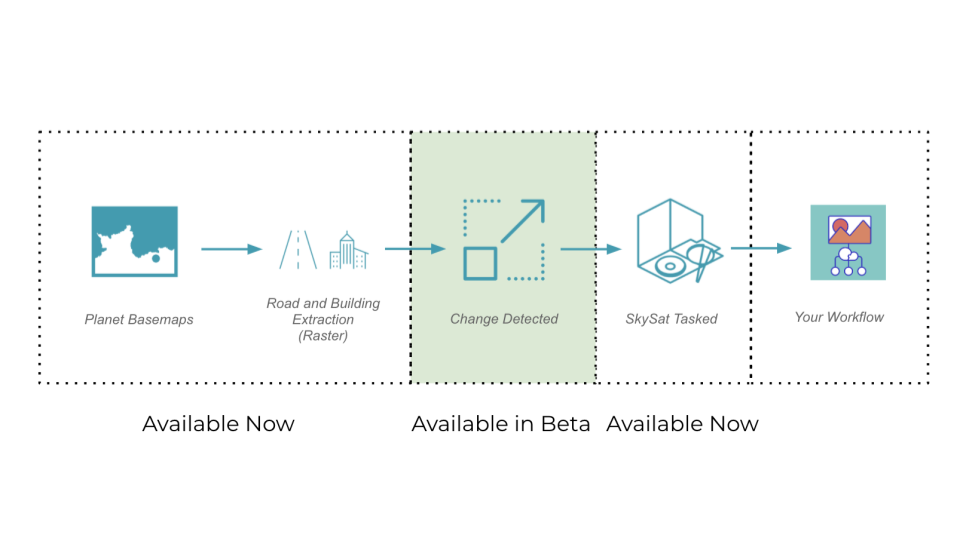 Planet Basemaps
Road and Building
Extraction
(Raster)
Change Detected
SkySat Tasked
Your Workflow
Available Now
Available in Beta
Available Now